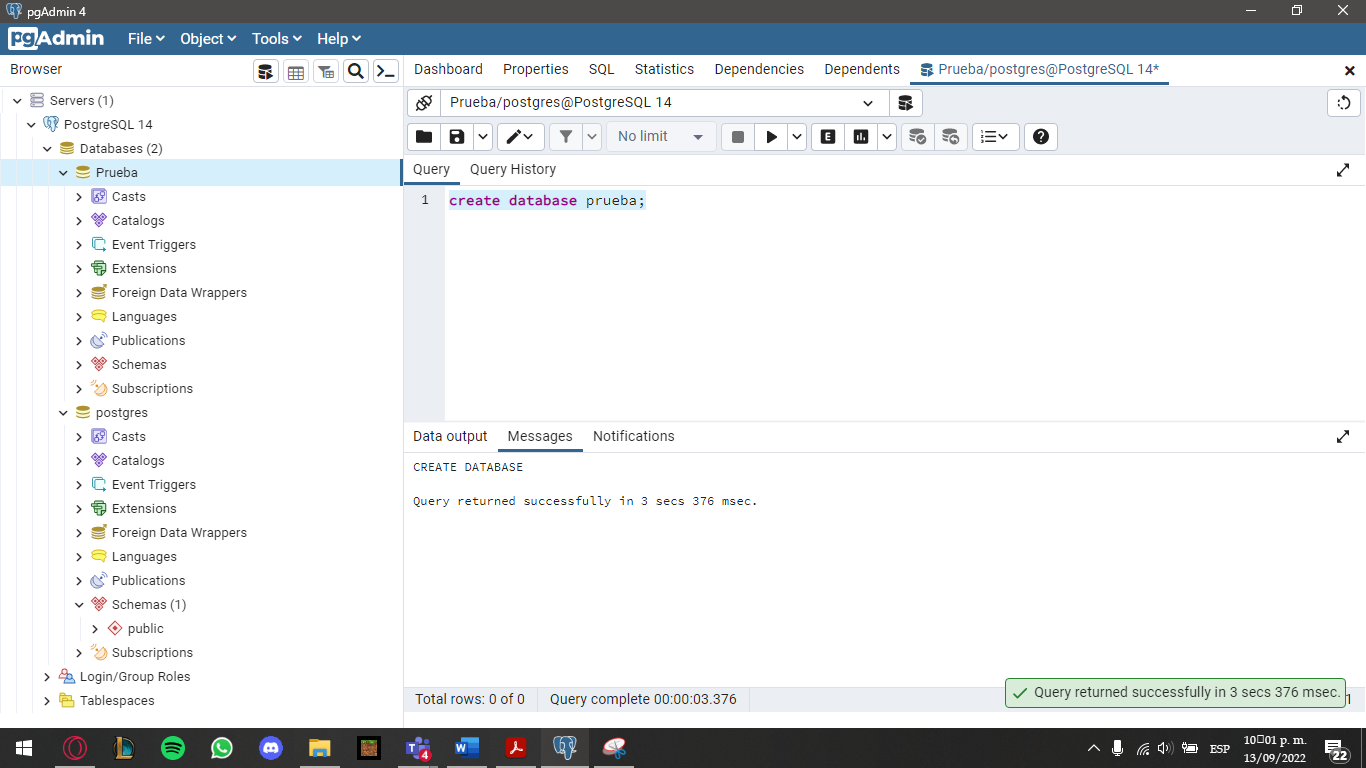 pgAdmin 4
pgAdmin File Object Tools Help
Browser
Dashboard Properties SQL Statistics Dependencies Dependents Prueba/postgres@PostgreSQL 14*
Servers (1)
PostgreSQL 14
Databases (2)
Prueba
Casts
Catalogs
Event Triggers
Extensions
Foreign Data Wrappers
Languages
Publications
Schemas
Subscriptions
postgres
Casts
Catalogs
Event Triggers
Extensions
Foreign Data Wrappers
Languages
Publications
Schemas (1)
public
Subscriptions
Login/Group Roles
Tablespaces
Prueba/postgres@PostgreSQL 14
No limit
E
Query Query History
1 create database prueba;
Data output Messages Notifications
CREATE DATABASE
Query returned successfully in 3 secs 376 msec.
Total rows: 0 of 0 Query complete 00:00:03.376
Query returned successfully in 3 secs 376 msec.
1
4
ESP
10:01 p. m.
13/09/2022
22